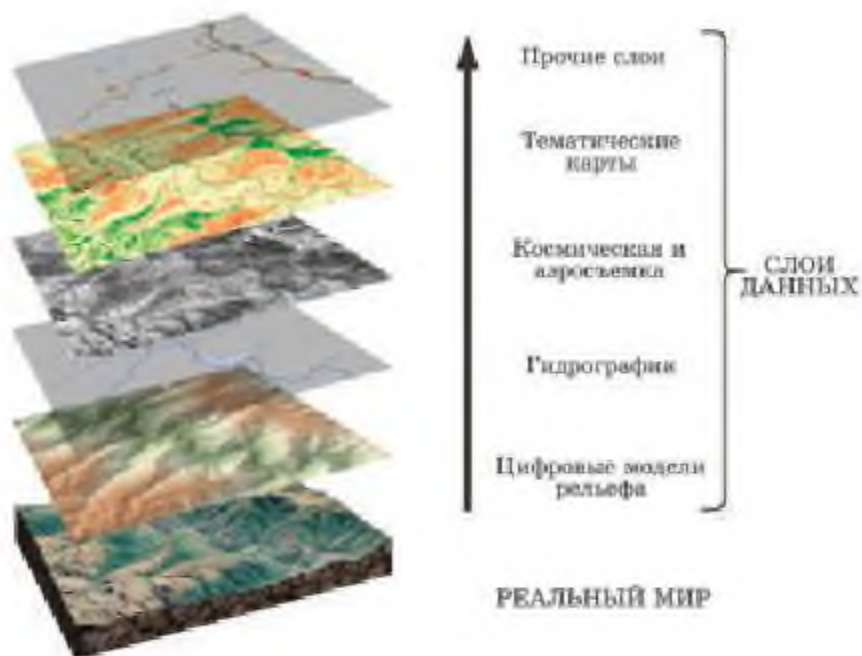 Прочие слои
Тематические
карты
Космическая и
аэросъемка
Гидрография
Цифровые модели
рельефа
СЛОИ
ДАННЫХ
РЕАЛЬНЫЙ МИР